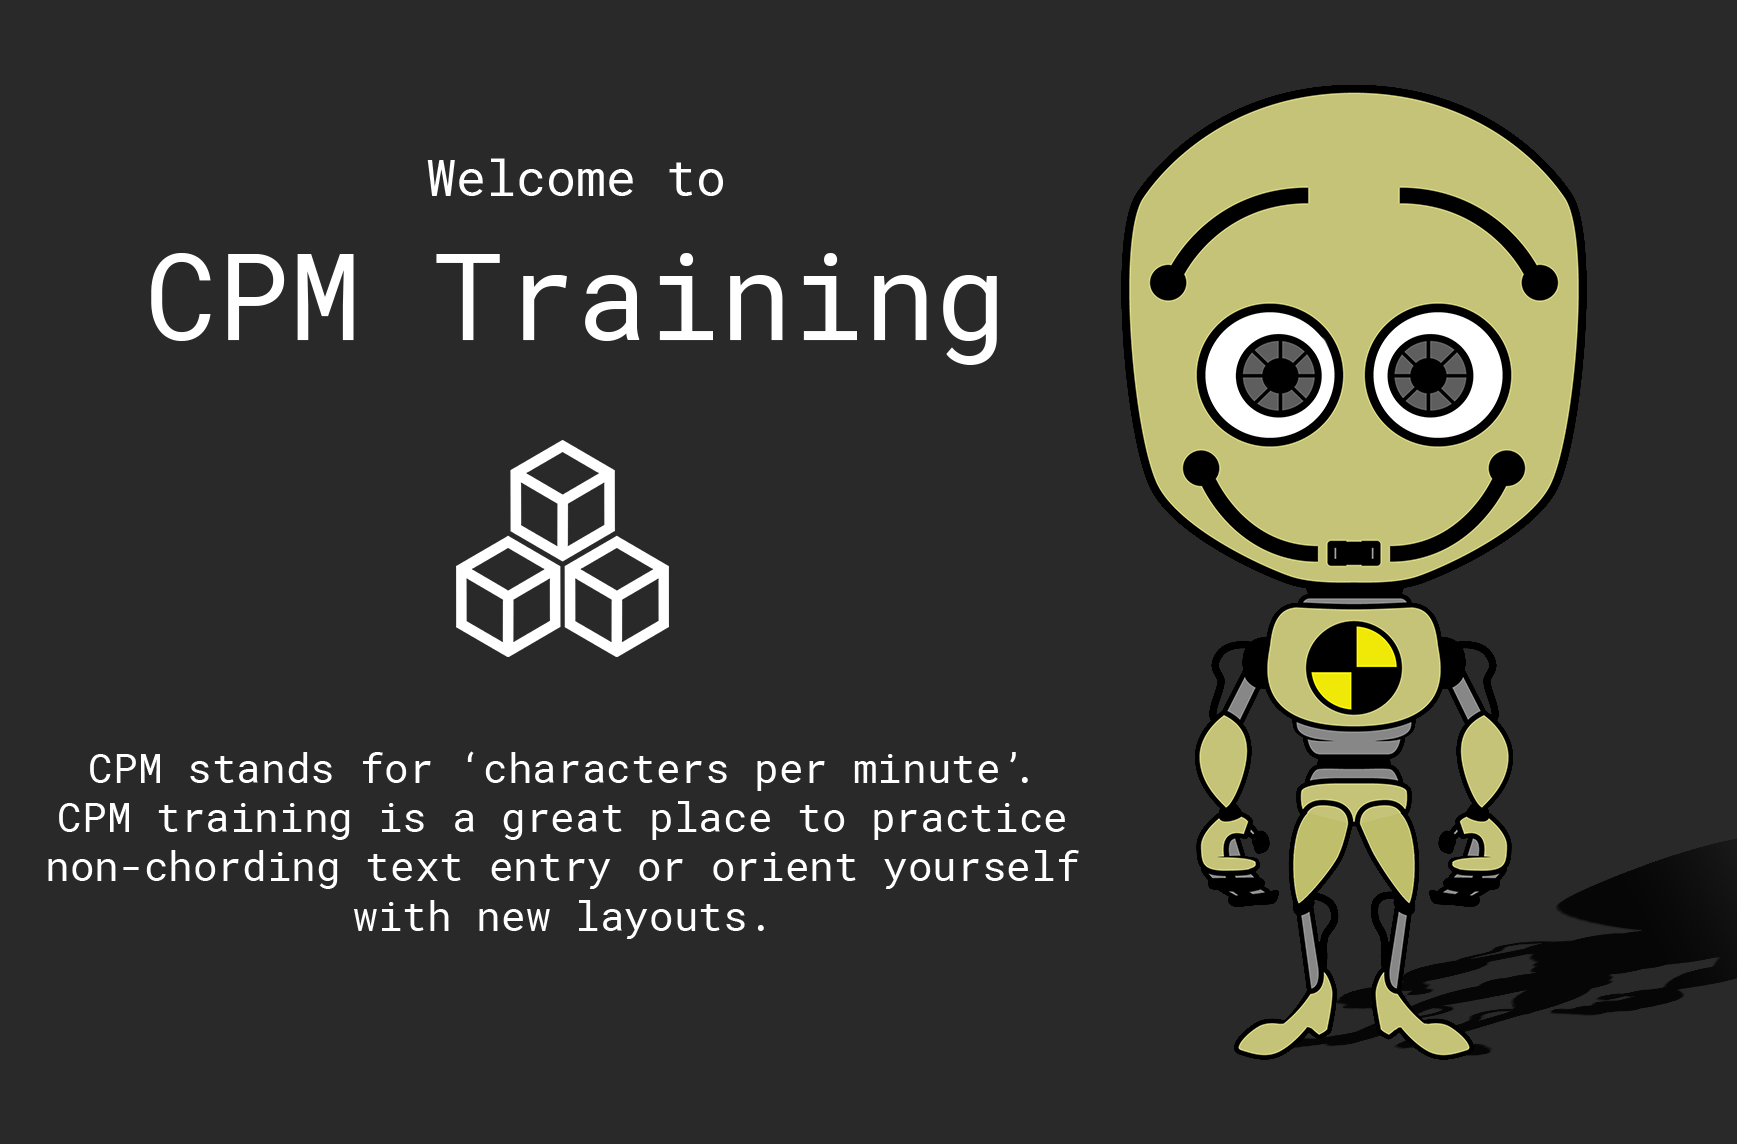 Welcome to
CPM Training
CPM stands for ‘characters per minute’.
CPM training is a great place to practice
non-chording text entry or orient yourself
with new layouts.